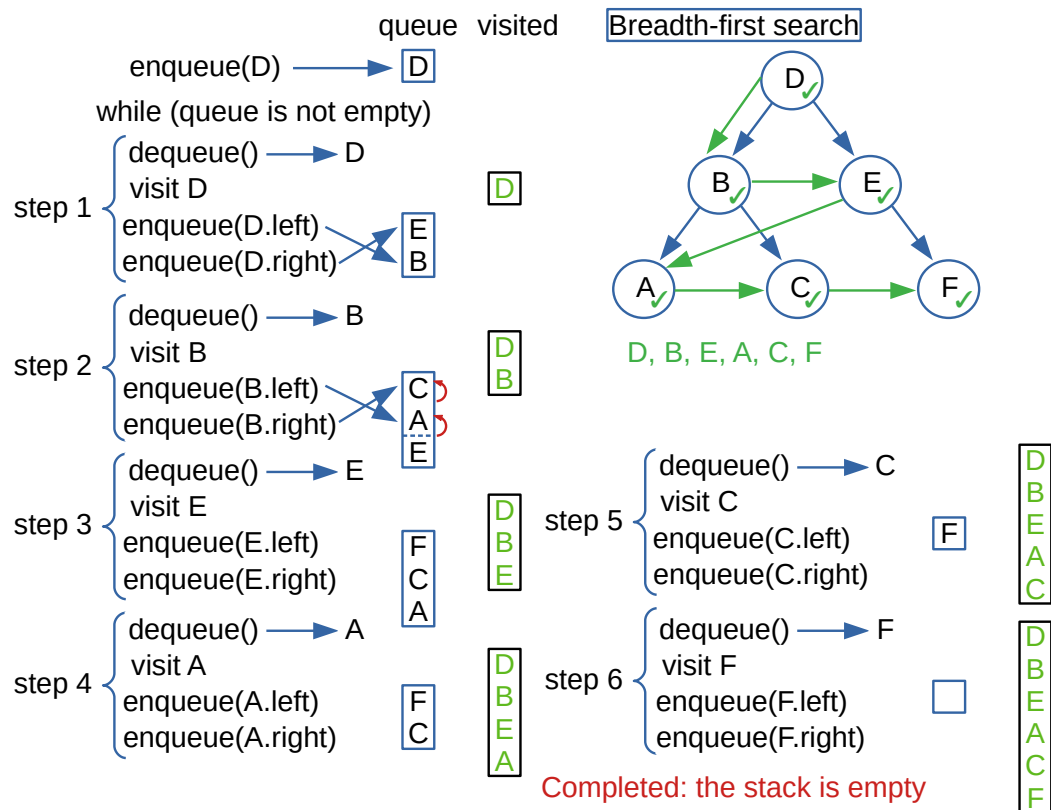 queue visited
Breadth-first search
enqueue(D) D
while (queue is not empty)
step 1
dequeue() D
visit D
enqueue(D.left)
enqueue(D.right)
E
B
D
step 2
dequeue() B
visit B
enqueue(B.left)
enqueue(B.right)
C
A
E
D
B
step 3
dequeue() E
visit E
enqueue(E.left)
enqueue(E.right)
F
C
A
D
B
E
step 4
dequeue() A
visit A
enqueue(A.left)
enqueue(A.right)
F
C
D
B
E
A
D
B E
A C F
D, B, E, A, C, F
step 5
dequeue() C
visit C
enqueue(C.left)
enqueue(C.right)
F
D
B
E
A
C
step 6
dequeue() F
visit F
enqueue(F.left)
enqueue(F.right)
D
B
E
A
C
F
Completed: the stack is empty